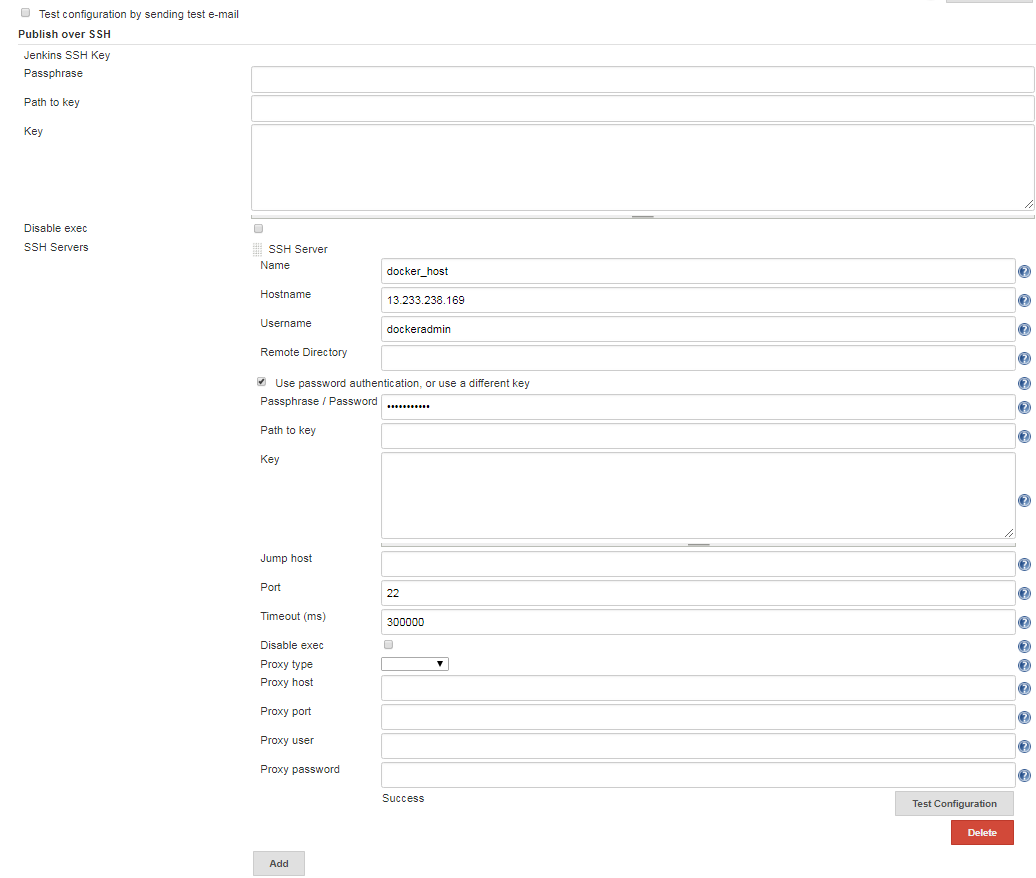 Test configuration by sending test e-mail
Publish over SSH
Jenkins SSH Key
Passphrase
Path to key
Key
Disable exec
SSH Servers
SSH Server
Name
docker_host
Hostname
13.233.238.169
Username
dockeradmin
Remote Directory
Use password authentication, or use a different key
Passphrase / Password
•••••••••••
Path to key
Key
Jump host
Port
22
Timeout (ms)
300000
Disable exec
Proxy type
Proxy host
Proxy port
Proxy user
Proxy password
Success
Test Configuration
Delete
Add